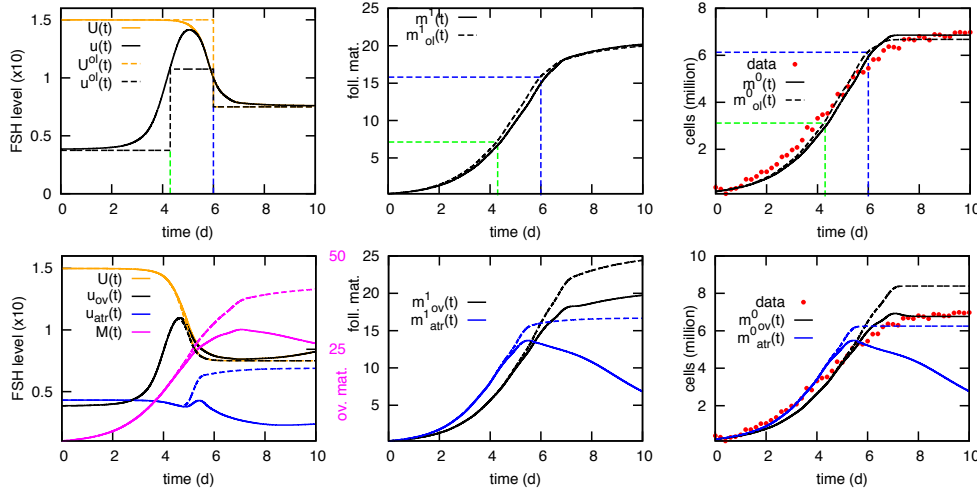 FSH level (x10)
1.5
1
0.5
0
U(t)
u(t)
U^ol(t)
u^ol(t)
0 2 4 6 8 10
time (d)
foll. mat.
25
20
15
10
5
m^1(t)
m^1_ol(t)
0 2 4 6 8 10
time (d)
cells (million)
8
6
4
2
data
m^0(t)
m^0_ol(t)
0 2 4 6 8 10
time (d)
FSH level (x10)
1.5
1
0.5
U(t)
u_ov(t)
u_atr(t)
M(t)
0 2 4 6 8 10
time (d)
50
25
ov. mat.
foll. mat.
25
20
15
10
5
m^1_ov(t)
m^1_atr(t)
0 2 4 6 8 10
time (d)
cells (million)
10
8
6
4
2
data
m^0_ov(t)
m^0_atr(t)
0 2 4 6 8 10
time (d)